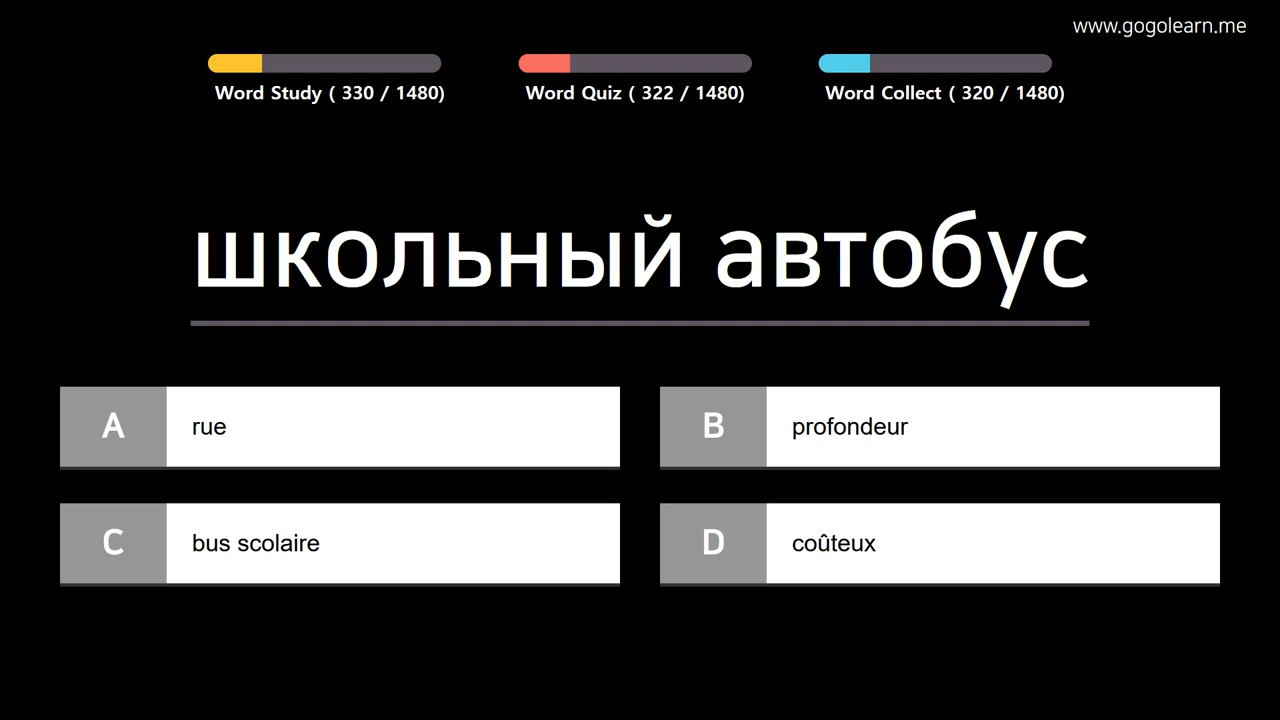 www.gogolearn.me
Word Study ( 330 / 1480)
Word Quiz ( 322 / 1480)
Word Collect ( 320 / 1480)
школьный автобус
A rue
B profondeur
C bus scolaire
D coûteux